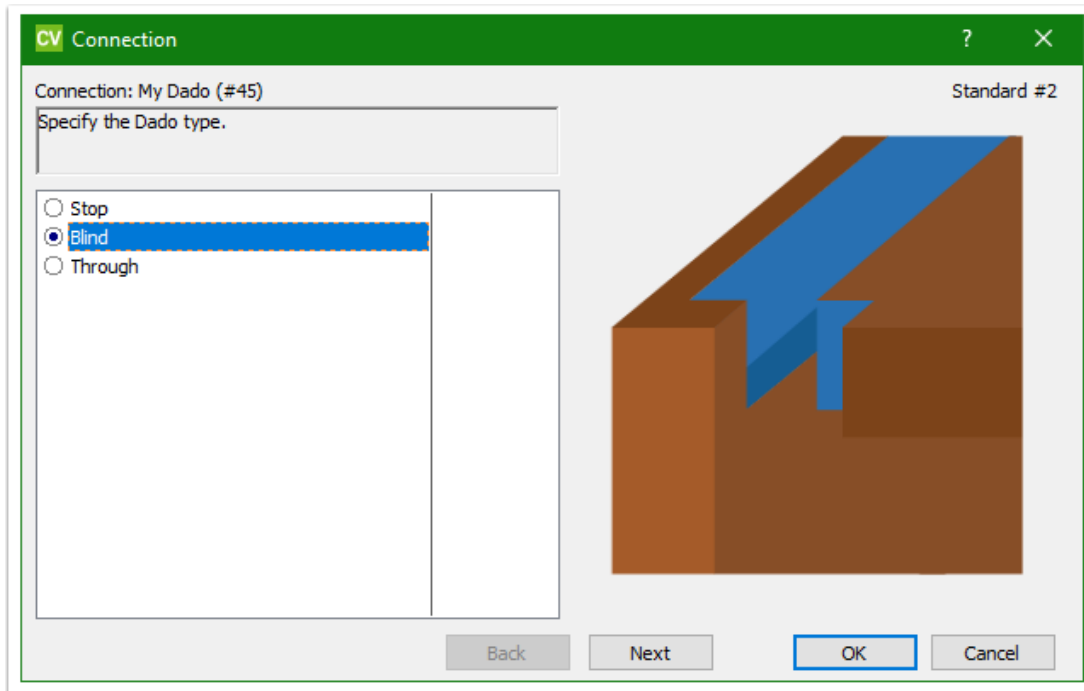 CV Connection ?
Connection: My Dado (#45) Standard #2
Specify the Dado type.
Stop
Blind
Through
Back Next OK Cancel